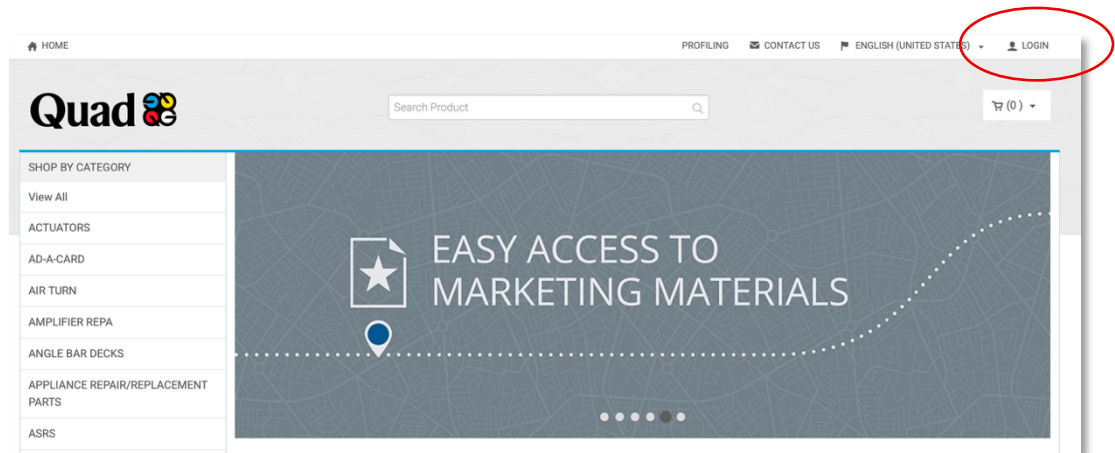 HOME
PROFILING
CONTACT US
ENGLISH (UNITED STATES)
LOGIN
Quad
Search Product
(0 )
SHOP BY CATEGORY
View All
ACTUATORS
AD-A-CARD
AIR TURN
AMPLIFIER REPA
ANGLE BAR DECKS
APPLIANCE REPAIR/REPLACEMENT
PARTS
ASRS
EASY ACCESS TO
MARKETING MATERIALS